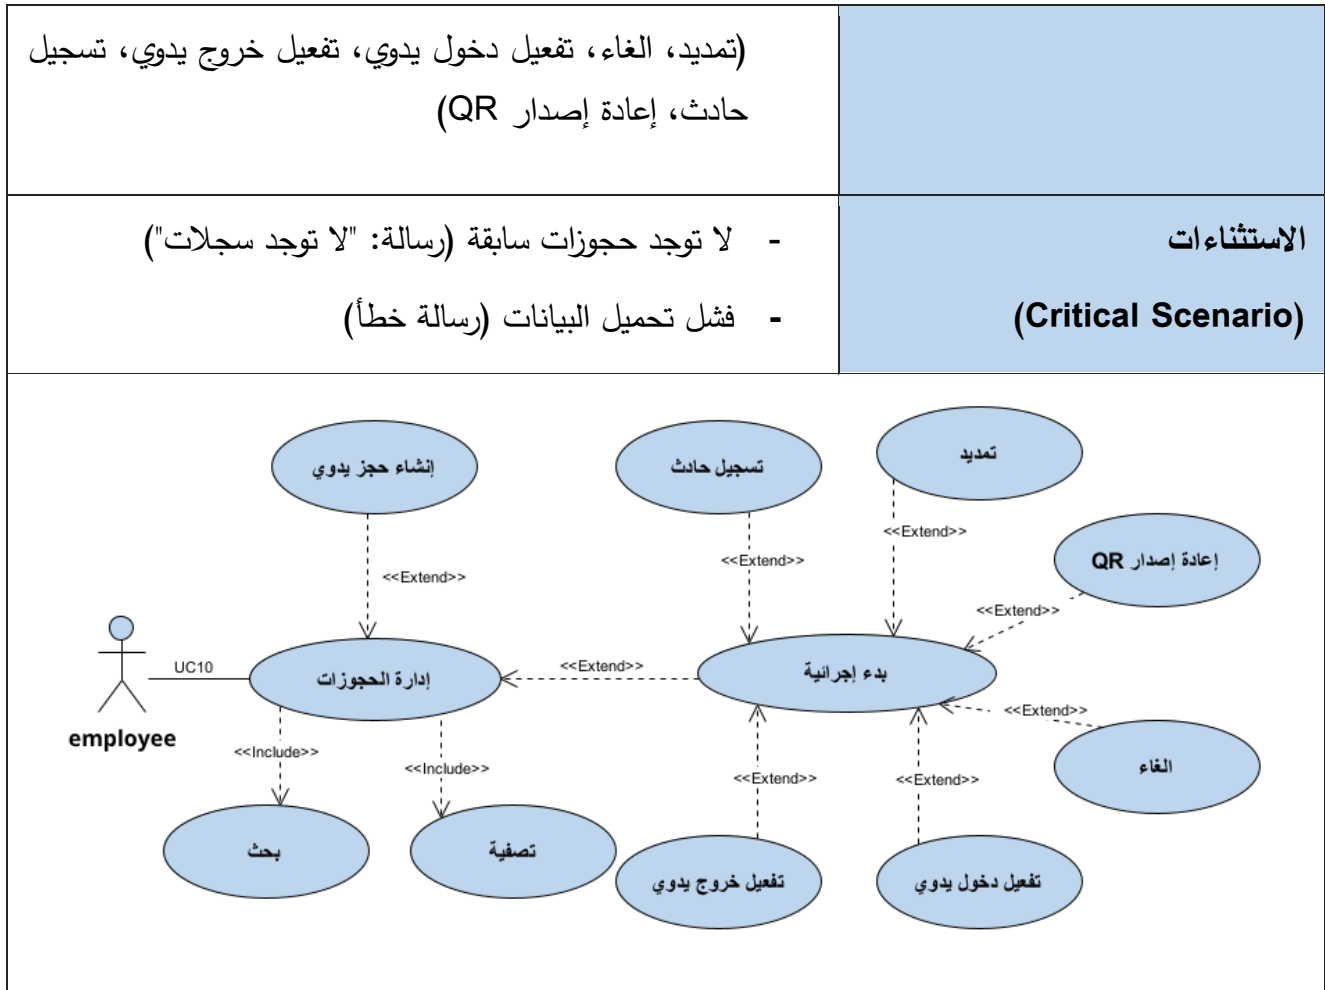 (تمديد، الغاء، تفعيل دخول يدوي، تفعيل خروج يدوي، تسجيل
حادث، إعادة إصدار QR)
الاستثناءات
(Critical Scenario)
- لا توجد حجوزات سابقة (رسالة: "لا توجد سجلات")
- فشل تحميل البيانات (رسالة خطأ)
إنشاء حجز يدوي
تسجيل حادث
تمديد
<<Extend>>
<<Extend>>
<<Extend>>
إعادة إصدار QR
<<Extend>>
employee
UC10
إدارة الحجوزات
<<Extend>>
بدء إجرائية
<<Extend>>
الغاء
<<Include>>
<<Include>>
<<Extend>>
<<Extend>>
بحث
تصفية
تفعيل خروج يدوي
تفعيل دخول يدوي